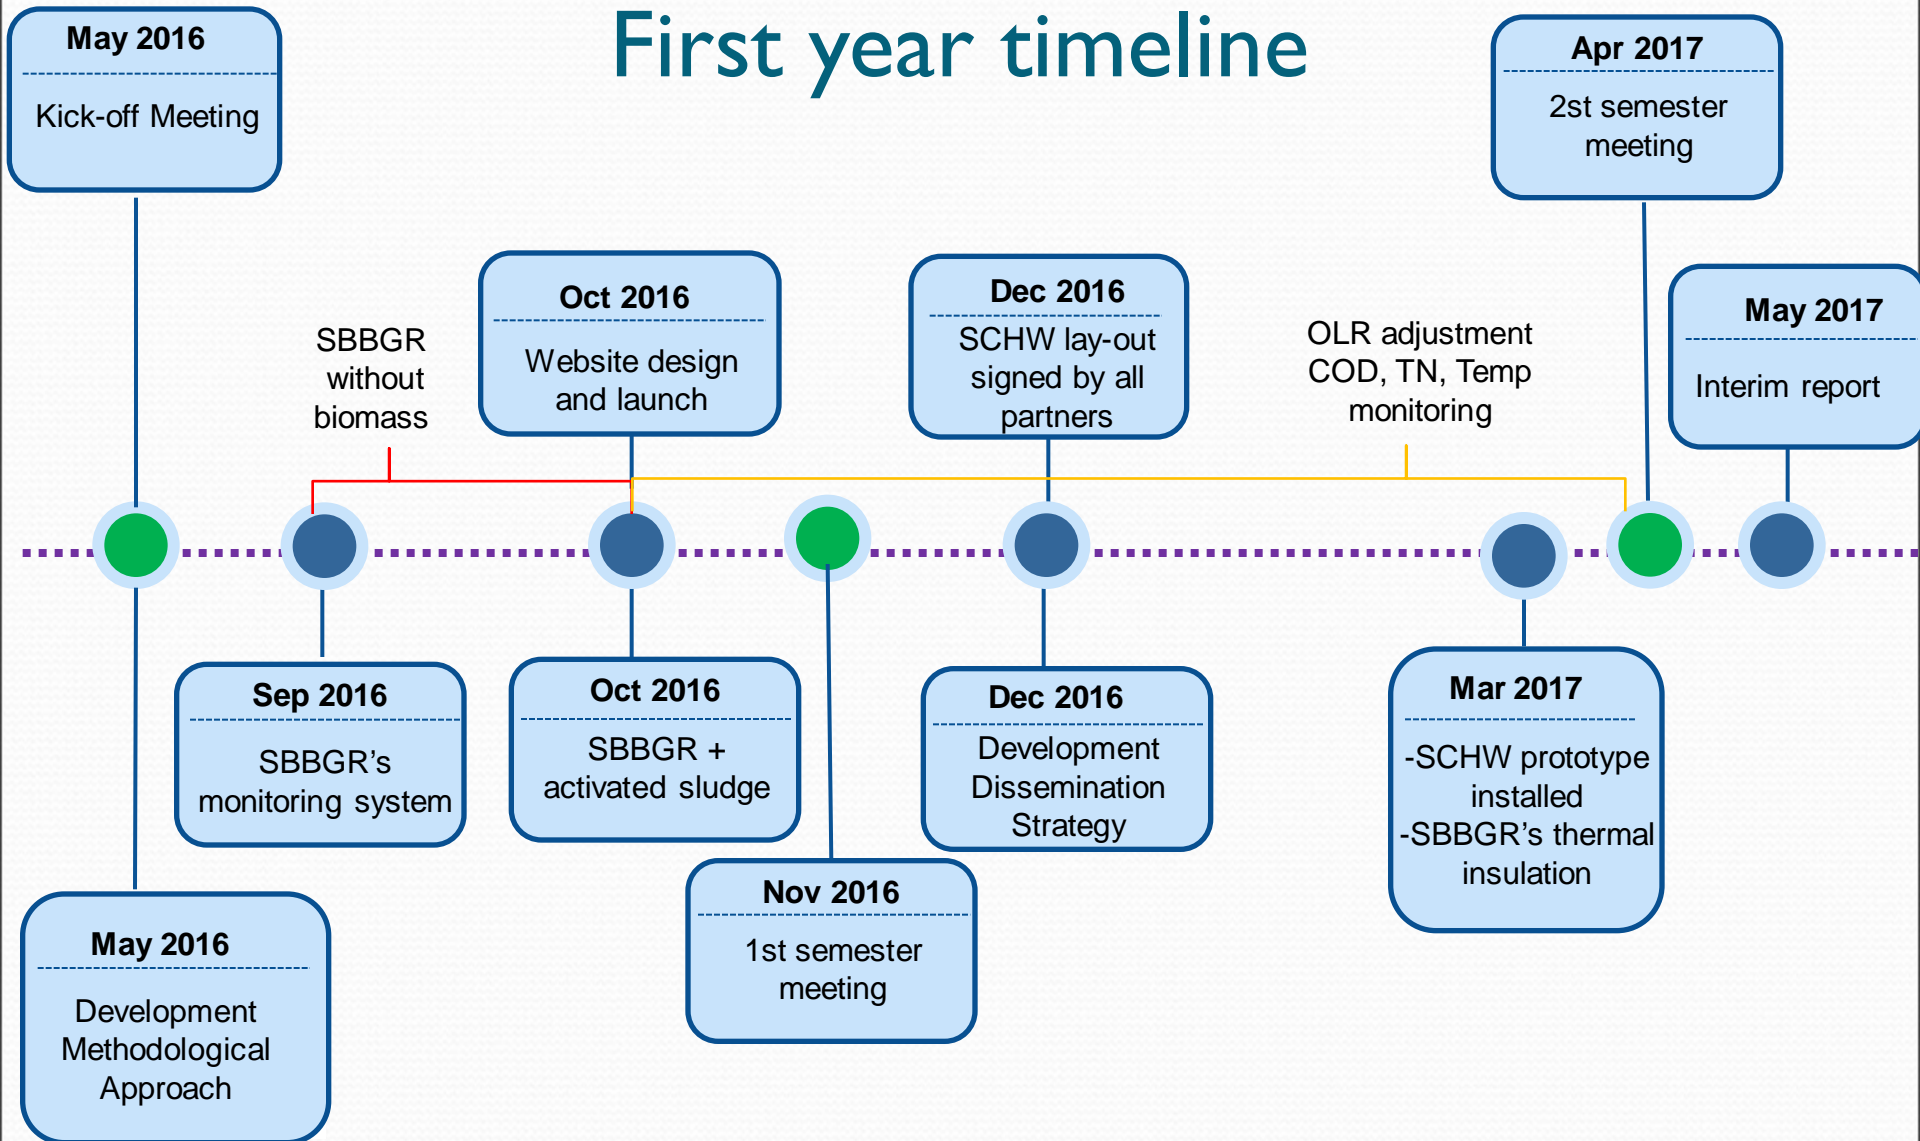 First year timeline
May 2016
Kick-off Meeting
Apr 2017
2st semester
meeting
SBBGR
without
biomass
Oct 2016
Website design
and launch
Dec 2016
SCHW lay-out
signed by all
partners
OLR adjustment
COD, TN, Temp
monitoring
May 2017
Interim report
Sep 2016
SBBGR’s
monitoring system
Oct 2016
SBBGR +
activated sludge
Dec 2016
Development
Dissemination
Strategy
Mar 2017
-SCHW prototype
installed
-SBBGR’s thermal
insulation
May 2016
Development
Methodological
Approach
Nov 2016
1st semester
meeting